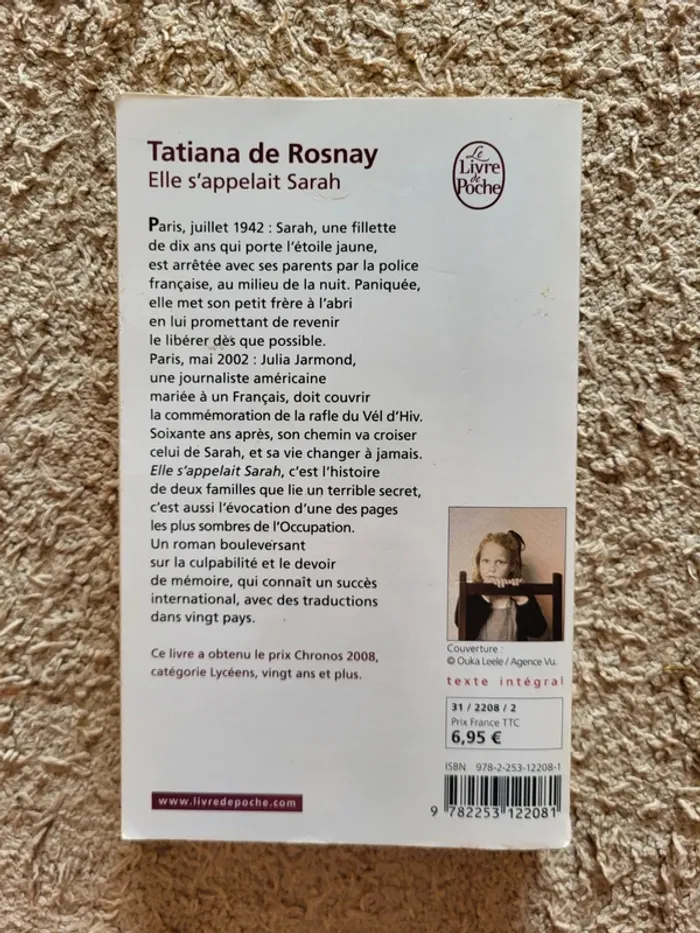 Tatiana de Rosnay
Elle s'appelait Sarah
Le
Livre
de
Poche
Paris, juillet 1942 : Sarah, une fillette
de dix ans qui porte l'étoile jaune,
est arrêtée avec ses parents par la police
française, au milieu de la nuit. Paniquée,
elle met son petit frère à l'abri
en lui promettant de revenir
le libérer dès que possible.
Paris, mai 2002 : Julia Jarmond,
une journaliste américaine
mariée à un Français, doit couvrir
la commémoration de la rafle du Vél d'Hiv.
Soixante ans après, son chemin va croiser
celui de Sarah, et sa vie changer à jamais.
Elle s'appelait Sarah, c'est l'histoire
de deux familles que lie un terrible secret,
c'est aussi l'évocation d'une des pages
les plus sombres de l'Occupation.
Un roman bouleversant
sur la culpabilité et le devoir
de mémoire, qui connaît un succès
international, avec des traductions
dans vingt pays.
Ce livre a obtenu le prix Chronos 2008,
catégorie Lycéens, vingt ans et plus.
Couverture :
© Ouka Leele / Agence Vu.
texte intégral
31 / 2208 / 2
Prix France TTC
6,95 €
ISBN 978-2-253-12208-1
9 782253 122081
www.livredepoche.com